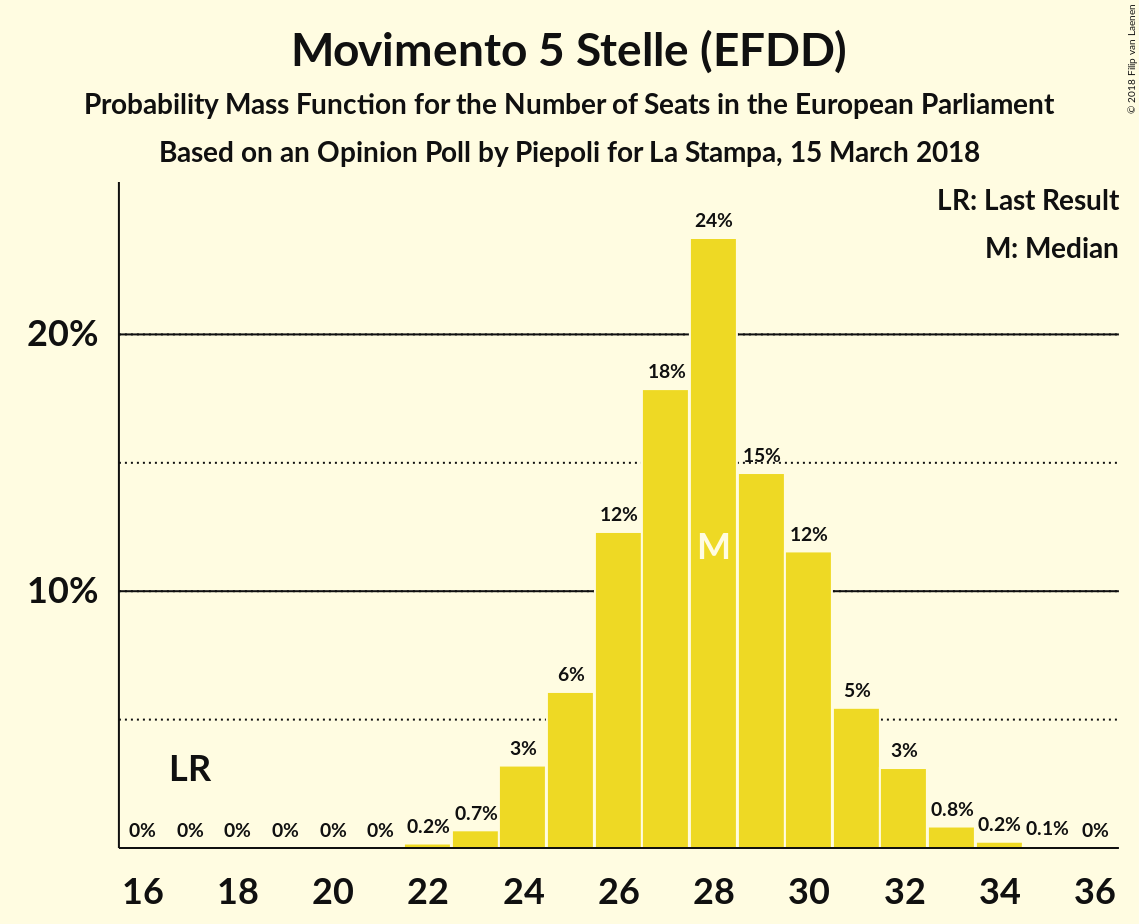 Movimento 5 Stelle (EFDD)
Probability Mass Function for the Number of Seats in the European Parliament
Based on an Opinion Poll by Piepoli for La Stampa, 15 March 2018
© 2018 Filip van Laenen
LR: Last Result
M: Median
20%
10%
LR
M
0%
0%
0%
0%
0%
0%
0.2%
0.7%
3%
6%
12%
18%
24%
15%
12%
5%
3%
0.8%
0.2%
0.1%
0%
16 18 20 22 24 26 28 30 32 34 36